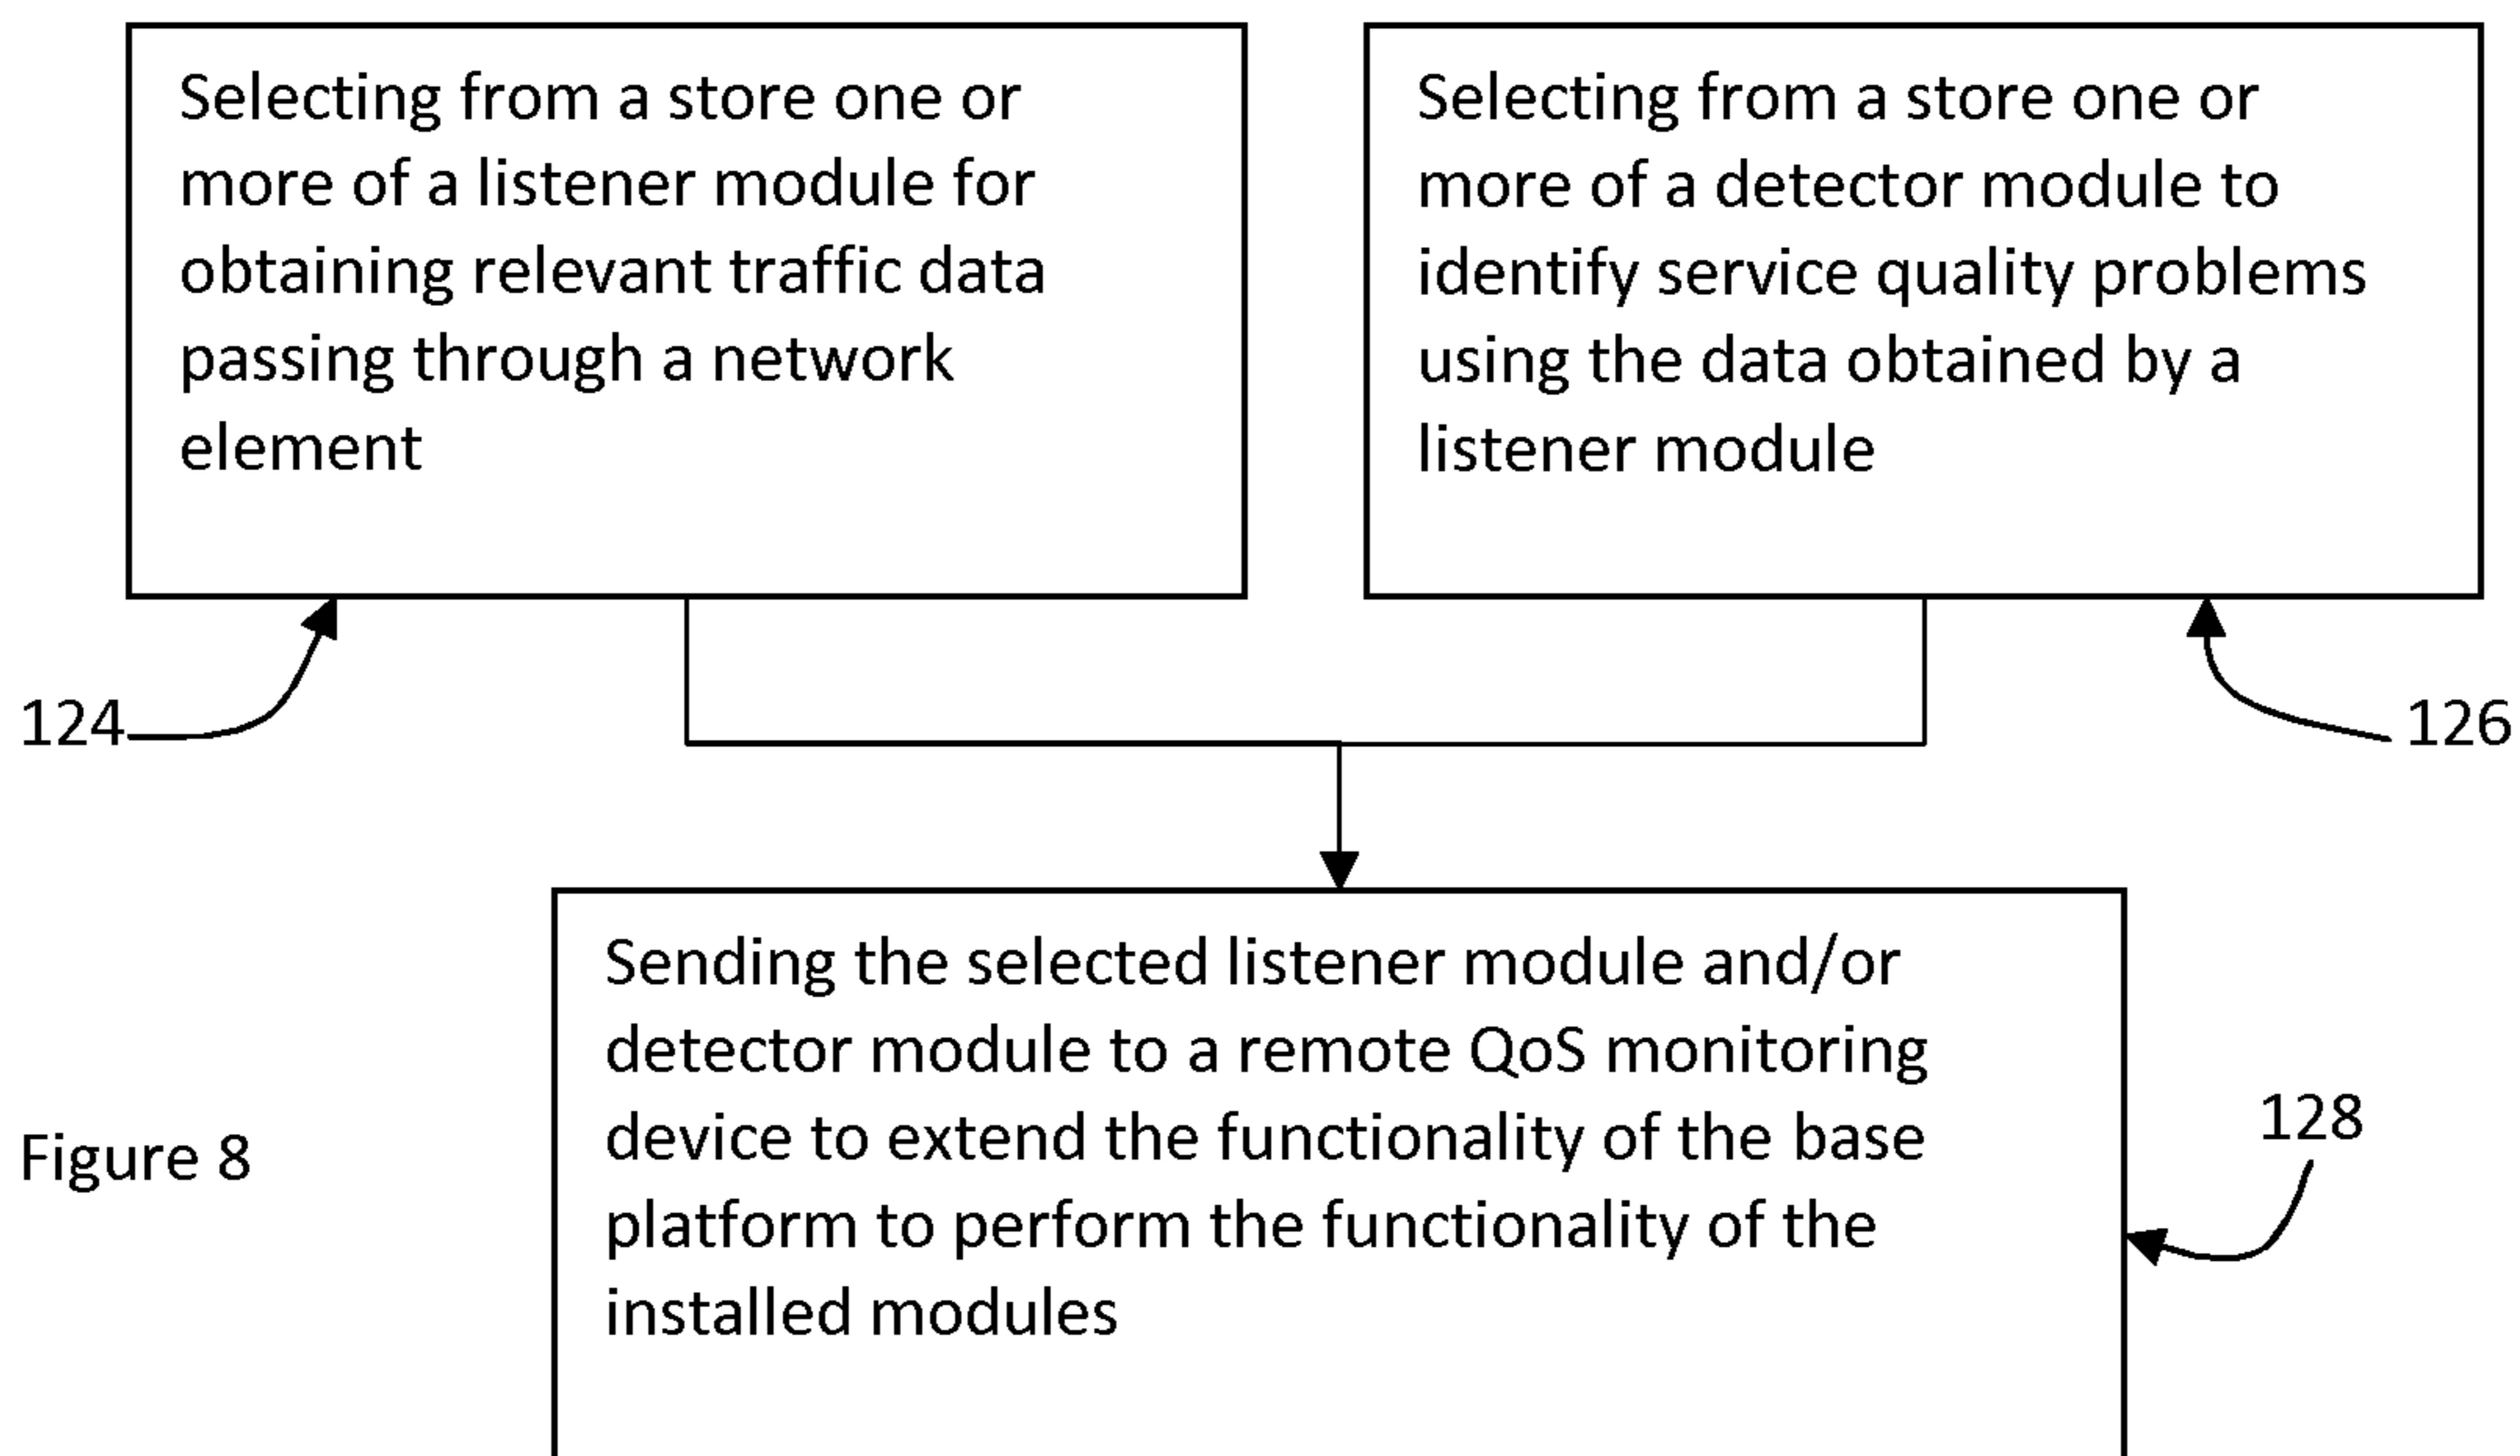 Selecting from a store one or
more of a listener module for
obtaining relevant traffic data
passing through a network
element
Selecting from a store one or
more of a detector module to
identify service quality problems
using the data obtained by a
listener module
124
126
Sending the selected listener module and/or
detector module to a remote QoS monitoring
device to extend the functionality of the base
platform to perform the functionality of the
installed modules
128
Figure 8